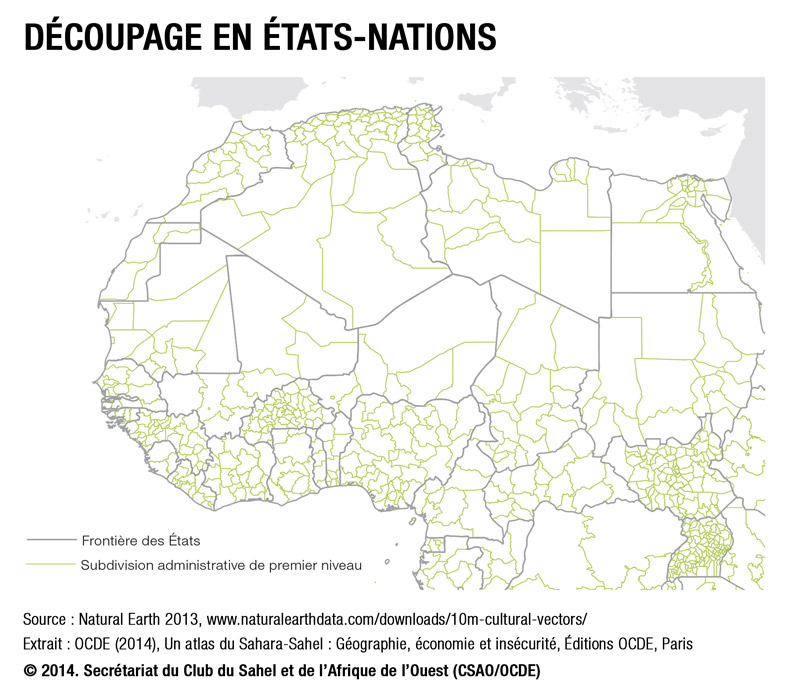 DÉCOUPAGE EN ÉTATS-NATIONS
Frontière des États
Subdivision administrative de premier niveau
Source : Natural Earth 2013, www.naturalearthdata.com/downloads/10m-cultural-vectors/
Extrait : OCDE (2014), Un atlas du Sahara-Sahel : Géographie, économie et insécurité, Éditions OCDE, Paris
© 2014. Secrétariat du Club du Sahel et de l’Afrique de l’Ouest (CSAO/OCDE)